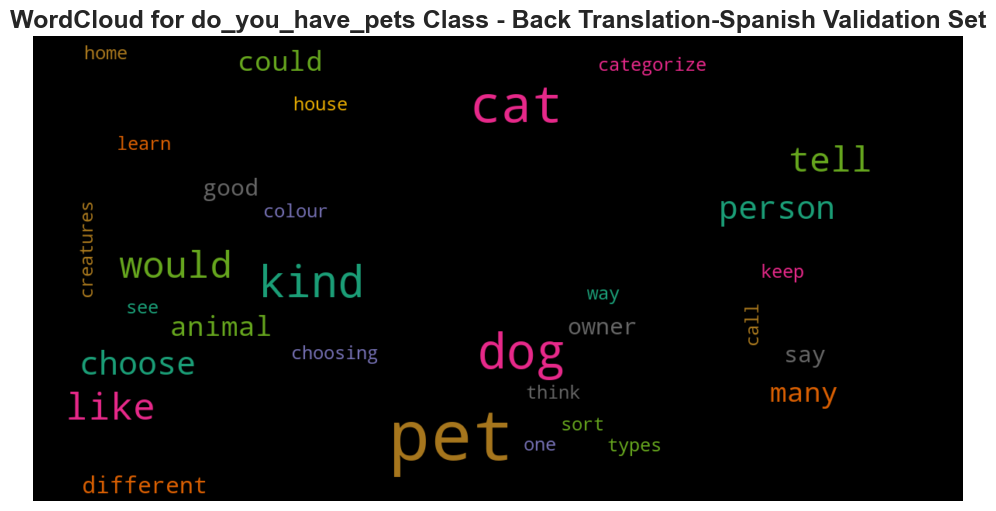 WordCloud for do_you_have_pets Class - Back Translation-Spanish Validation Set
home
could
categorize
cat
house
learn
tell
good
person
colour
creatures
would
kind
keep
see
way
animal
owner
call
dog
choosing
say
choose
think
many
like
sort
pet
one
types
different